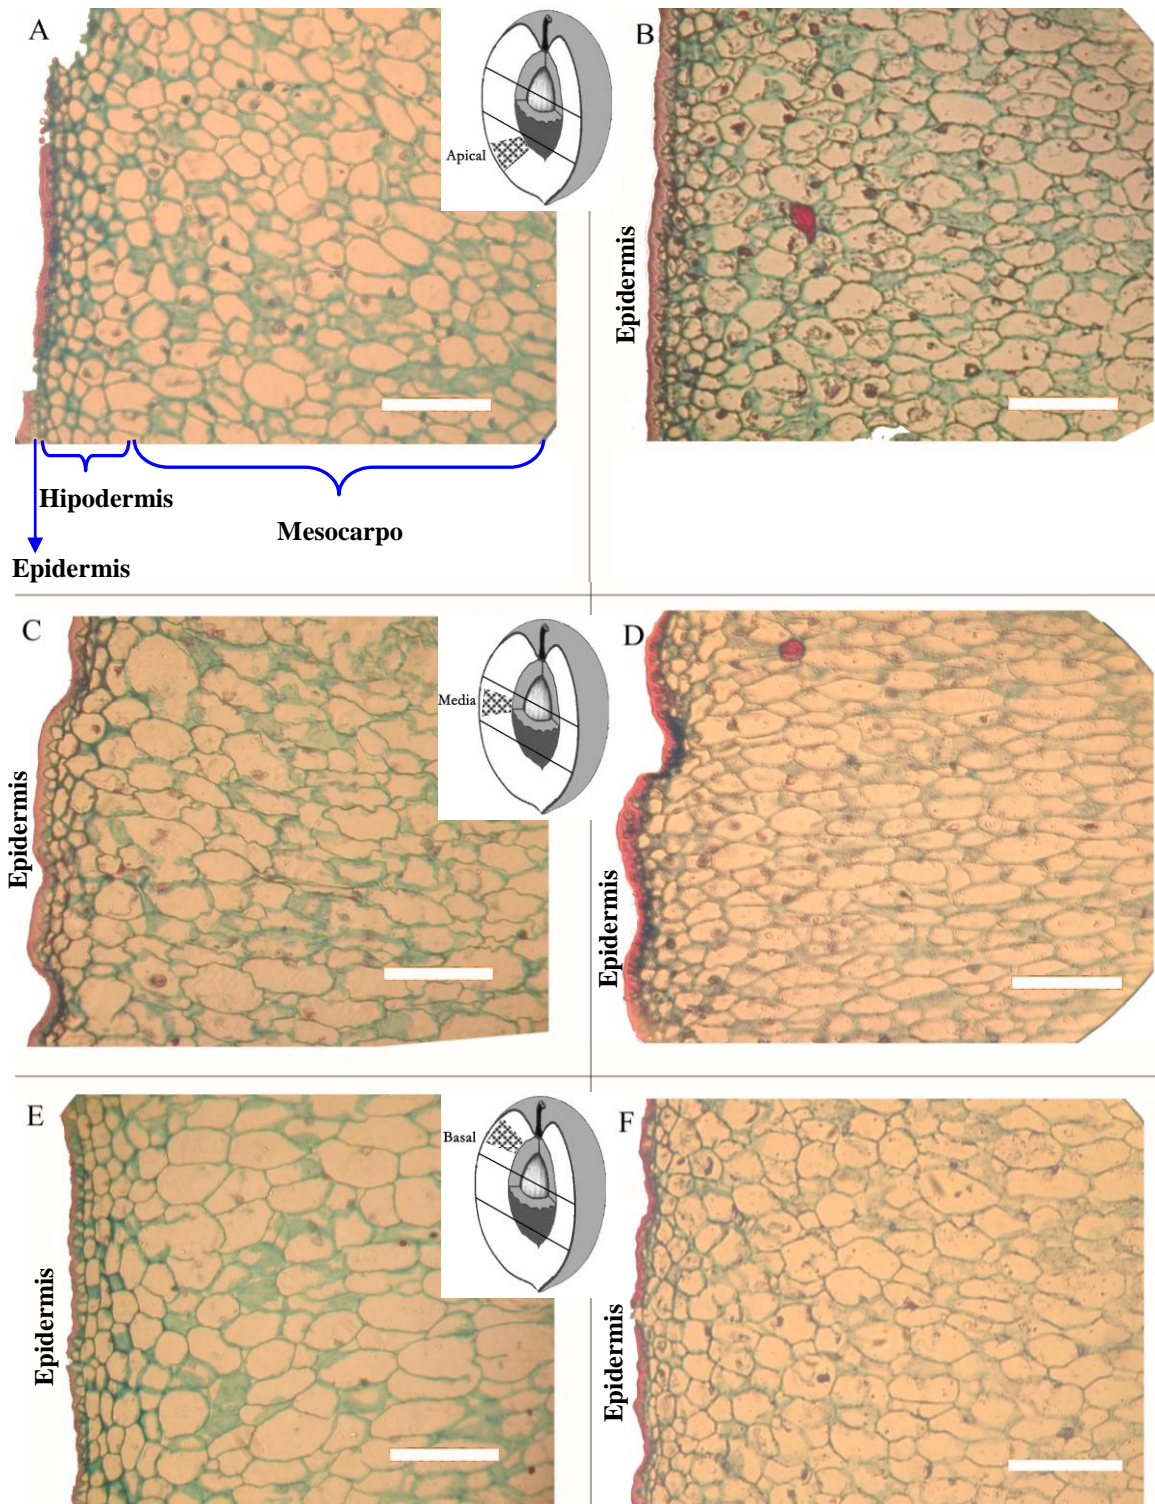 A
B
Apical
Epidermis
Hipodermis
Mesocarpo
Epidermis
C
D
Media
Epidermis
Epidermis
E
F
Basal
Epidermis
Epidermis